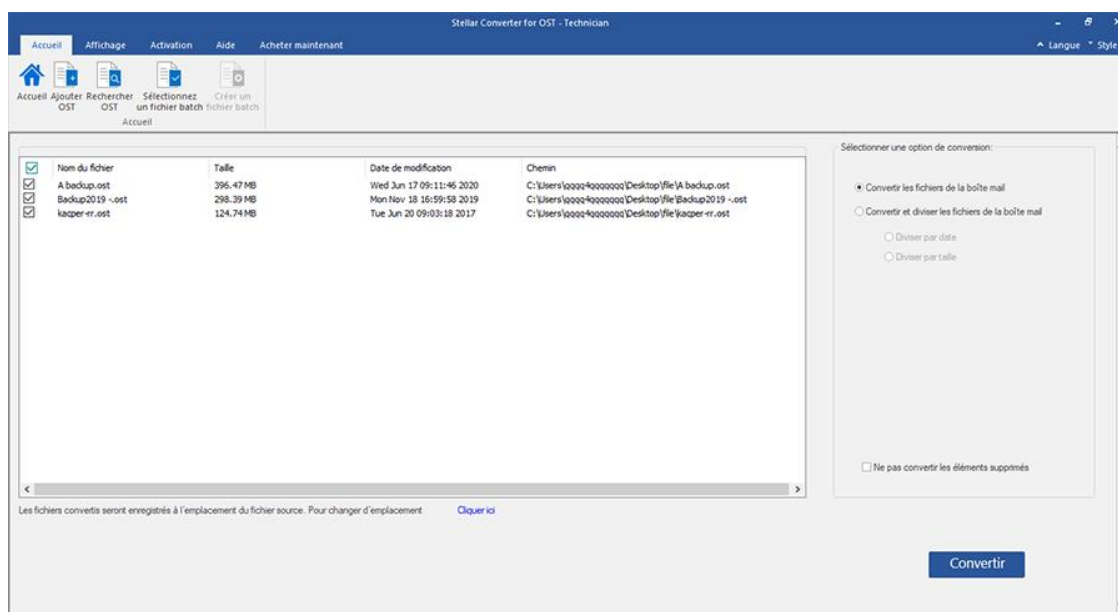 Stellar Converter for OST - Technician
Accueil Affichage Activation Aide Acheter maintenant Langue Style
Accueil Ajouter OST Rechercher OST Sélectionnez un fichier batch Créer un fichier batch
Accueil
Sélectionner une option de conversion:
Nom du fichier Taille Date de modification Chemin
A backup.ost 396.47 MB Wed Jun 17 09:11:46 2020 C:\Users\qqqq4qqqqqqq\Desktop\file\A backup.ost
Backup2019 -.ost 298.39 MB Mon Nov 18 16:59:58 2019 C:\Users\qqqq4qqqqqqq\Desktop\file\Backup2019 -.ost
kacper-rr.ost 124.74 MB Tue Jun 20 09:03:18 2017 C:\Users\qqqq4qqqqqqq\Desktop\file\kacper-rr.ost
Convertir les fichiers de la boîte mail
Convertir et diviser les fichiers de la boîte mail
Diviser par date
Diviser par taille
Ne pas convertir les éléments supprimés
Les fichiers convertis seront enregistrés à l'emplacement du fichier source. Pour changer d'emplacement Cliquer ici
Convertir